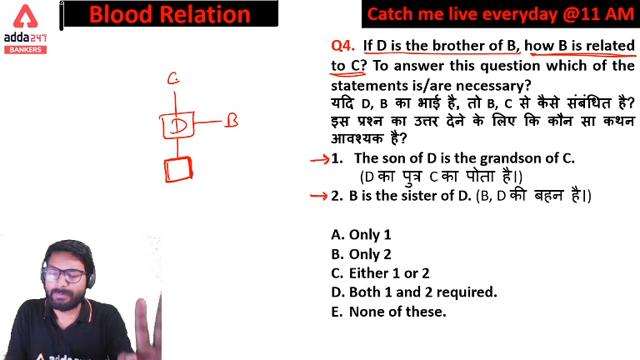 adda247
BANKERS
Blood Relation
Catch me live everyday @11 AM
Q4. If D is the brother of B, how B is related
to C? To answer this question which of the
statements is/are necessary?
यदि D, B का भाई है, तो B, C से कैसे संबंधित है?
इस प्रश्न का उत्तर देने के लिए कि कौन सा कथन
आवश्यक है?
1. The son of D is the grandson of C.
(D का पुत्र C का पोता है।)
2. B is the sister of D. (B, D की बहन है।)
A. Only 1
B. Only 2
C. Either 1 or 2
D. Both 1 and 2 required.
E. None of these.
C
D B
adda247